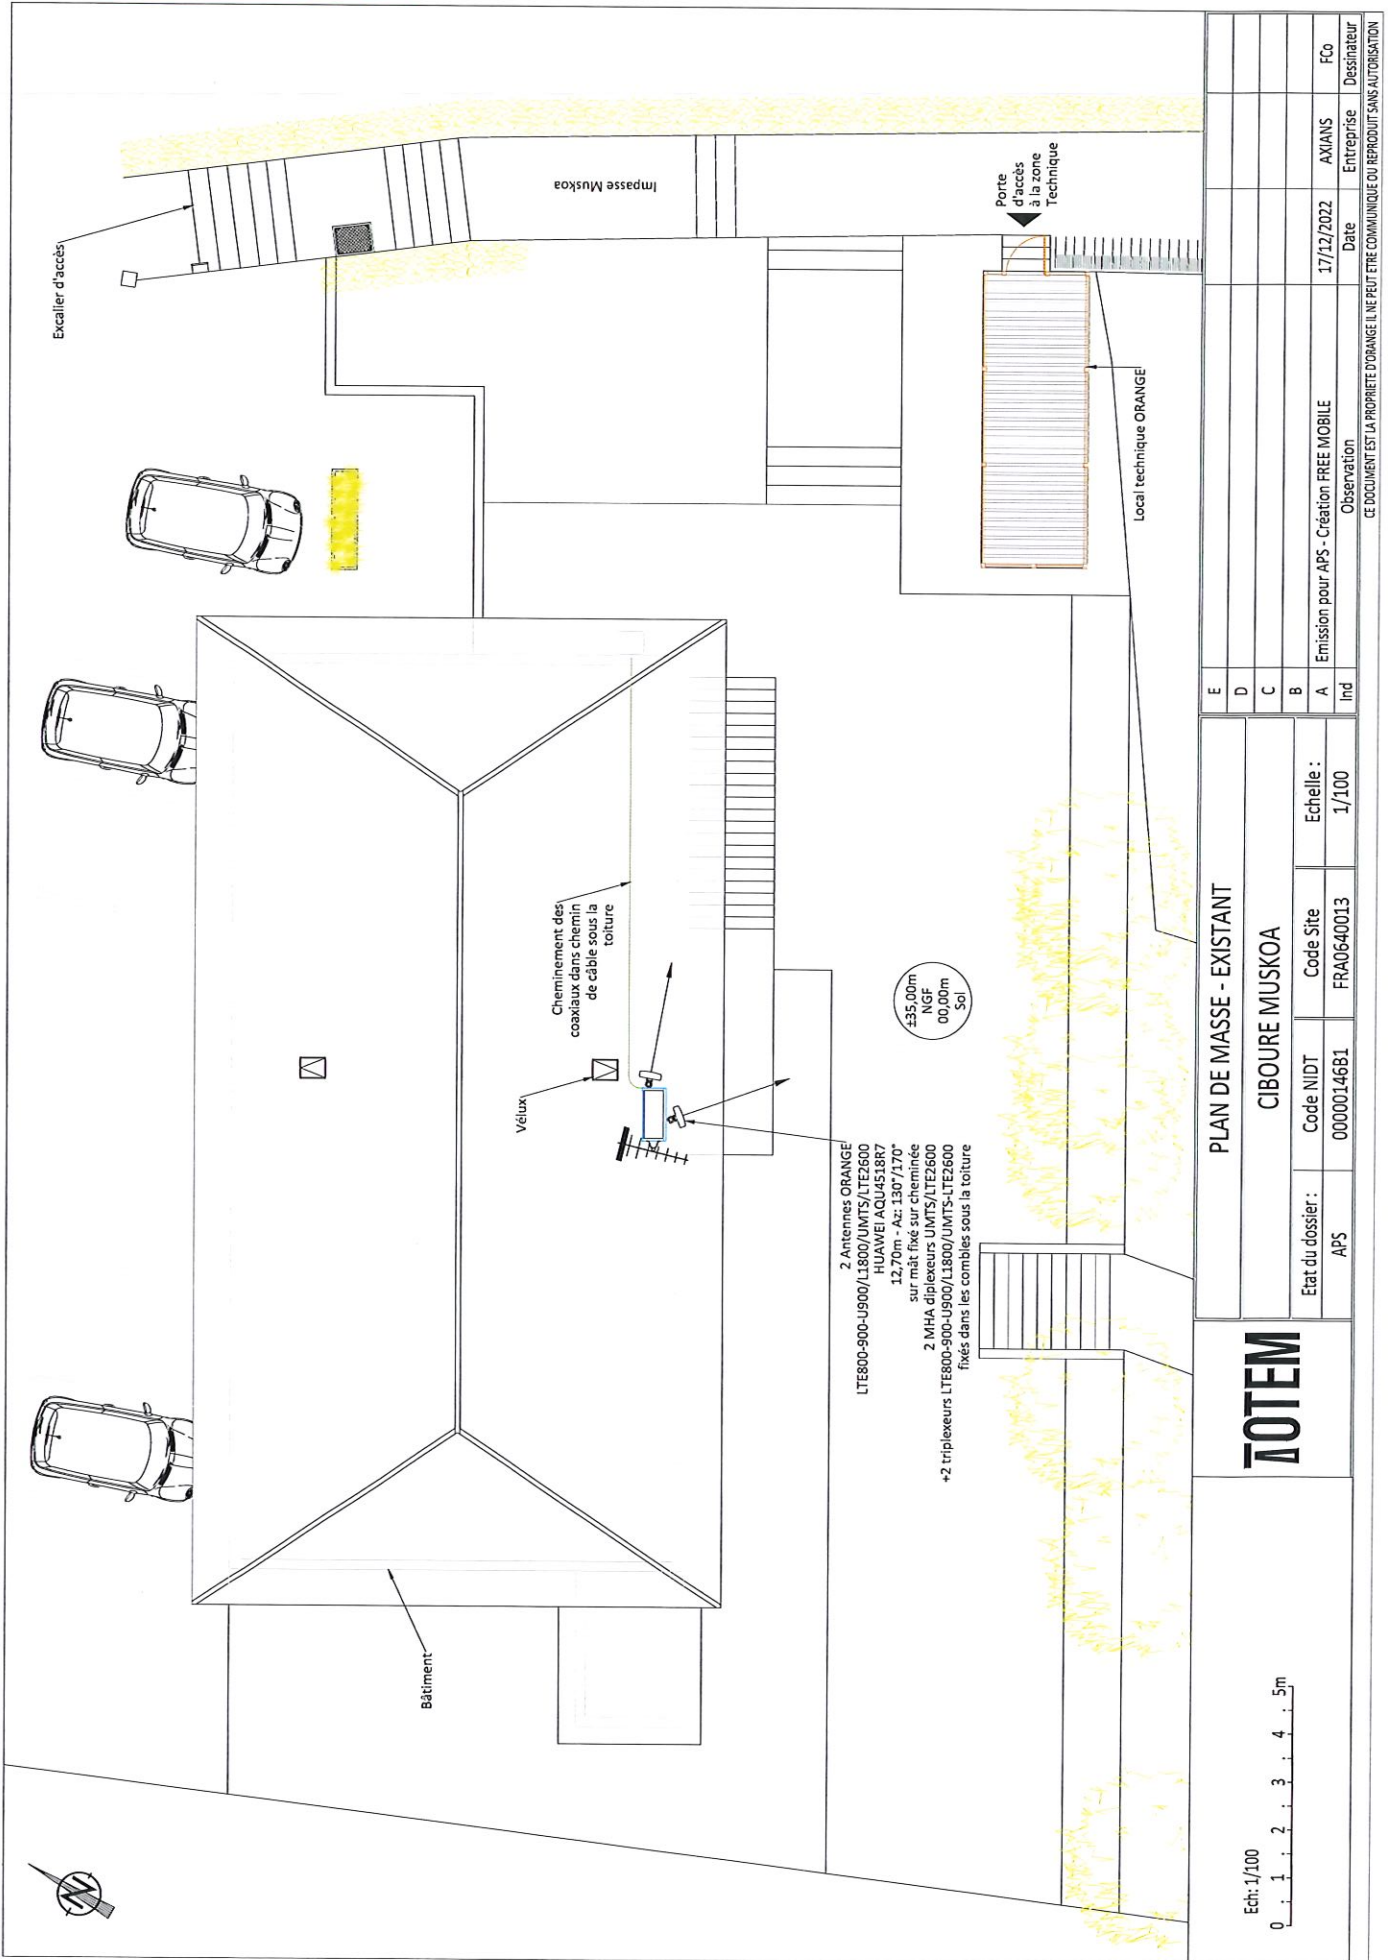 Excalier d'accès
Impasse Muskoa
Porte
d'accès
à la zone
Technique
Local technique ORANGE
Cheminement des
coaxiaux dans chemin
de câble sous la
toiture
Vélux
±35,00m
NGF
00,00m
Sol
2 Antennes ORANGE
LTE800-900-U900/L1800/UMTS/LTE2600
HUAWEI AQU4518R7
12,70m - Az: 130°/170°
sur mât fixé sur cheminée
2 MHA diplexeurs UMTS/LTE2600
+2 triplexeurs LTE800-900-U900/L1800/UMTS-LTE2600
fixés dans les combles sous la toiture
Bâtiment
N
Ech: 1/100
0 1 2 3 4 5m
TOTEM
PLAN DE MASSE - EXISTANT
CIBOURE MUSKOA
Etat du dossier : Code NIDT Code Site Echelle :
APS 00000146B1 FRA0640013 1/100
E
D
C
B
A Emission pour APS - Création FREE MOBILE 17/12/2022 AXIANS FCo
Ind Observation Date Entreprise Dessinateur
CE DOCUMENT EST LA PROPRIETE D'ORANGE IL NE PEUT ETRE COMMUNIQUE OU REPRODUIT SANS AUTORISATION